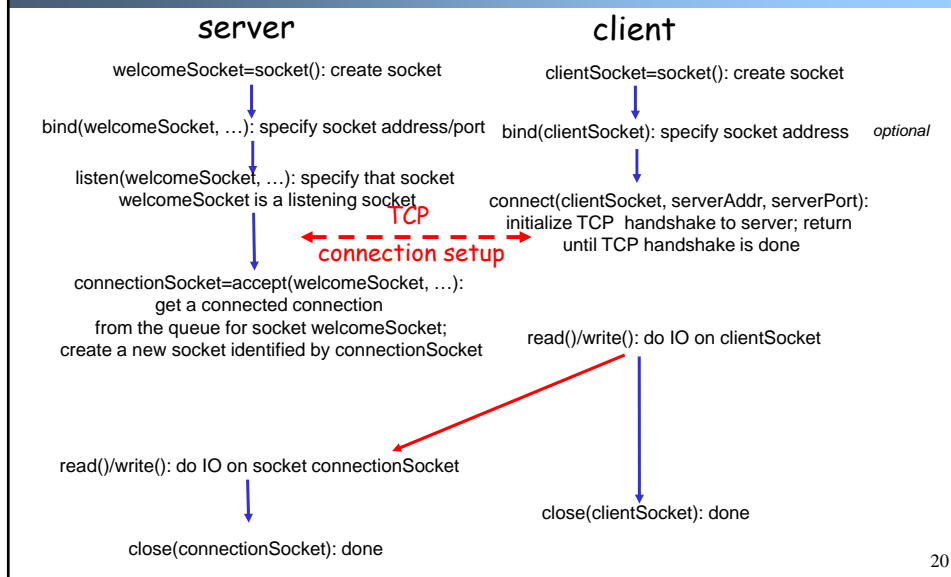 server
welcomeSocket=socket(): create socket
bind(welcomeSocket, …): specify socket address/port
listen(welcomeSocket, …): specify that socket
welcomeSocket is a listening socket
TCP
connection setup
connectionSocket=accept(welcomeSocket, …):
get a connected connection
from the queue for socket welcomeSocket;
create a new socket identified by connectionSocket
read()/write(): do IO on socket connectionSocket
close(connectionSocket): done
client
clientSocket=socket(): create socket
bind(clientSocket): specify socket address optional
connect(clientSocket, serverAddr, serverPort):
initialize TCP handshake to server; return
until TCP handshake is done
read()/write(): do IO on clientSocket
close(clientSocket): done
20